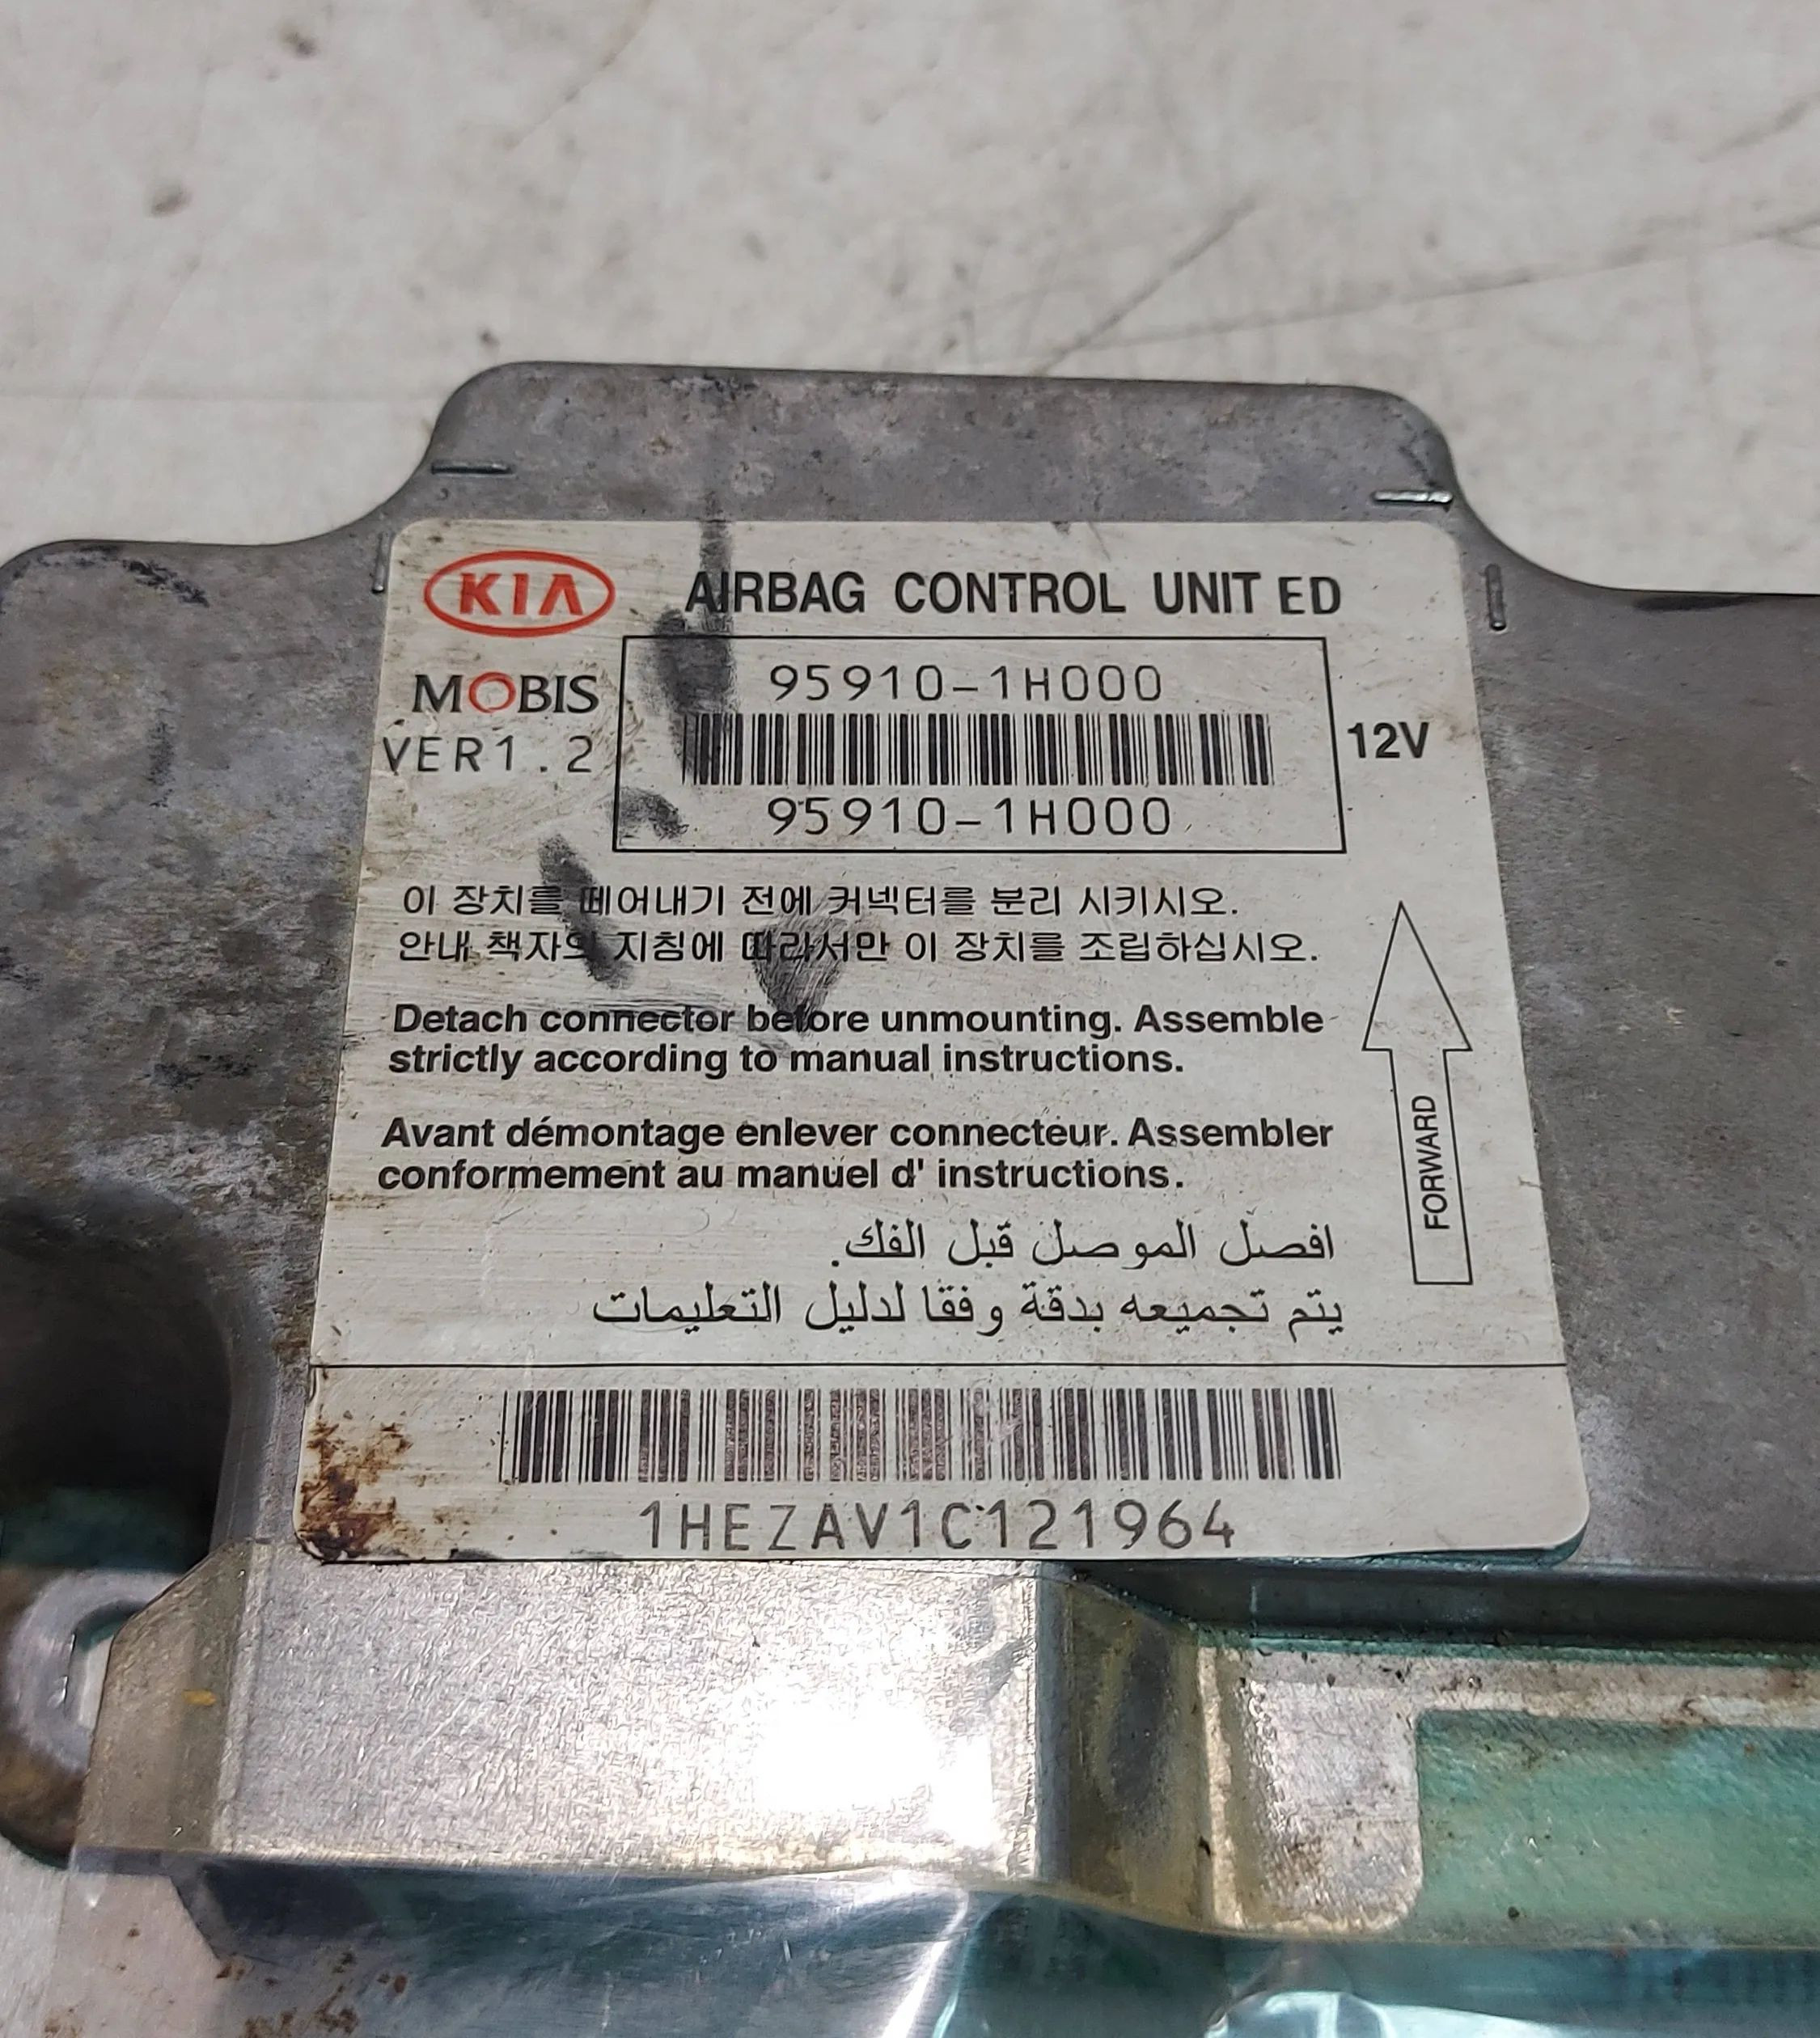 KIA AIRBAG CONTROL UNIT ED
MOBIS
VER1.2
95910-1H000
95910-1H000
12V
이 장치를 떼어내기 전에 커넥터를 분리 시키시오.
안내 책자의 지침에 따라서만 이 장치를 조립하십시오.
Detach connector before unmounting. Assemble
strictly according to manual instructions.
Avant démontage enlever connecteur. Assembler
conformement au manuel d' instructions.
FORWARD
افصل الموصل قبل الفك.
يتم تجميعه بدقة وفقا لدليل التعليمات
1HEZAV1C121964